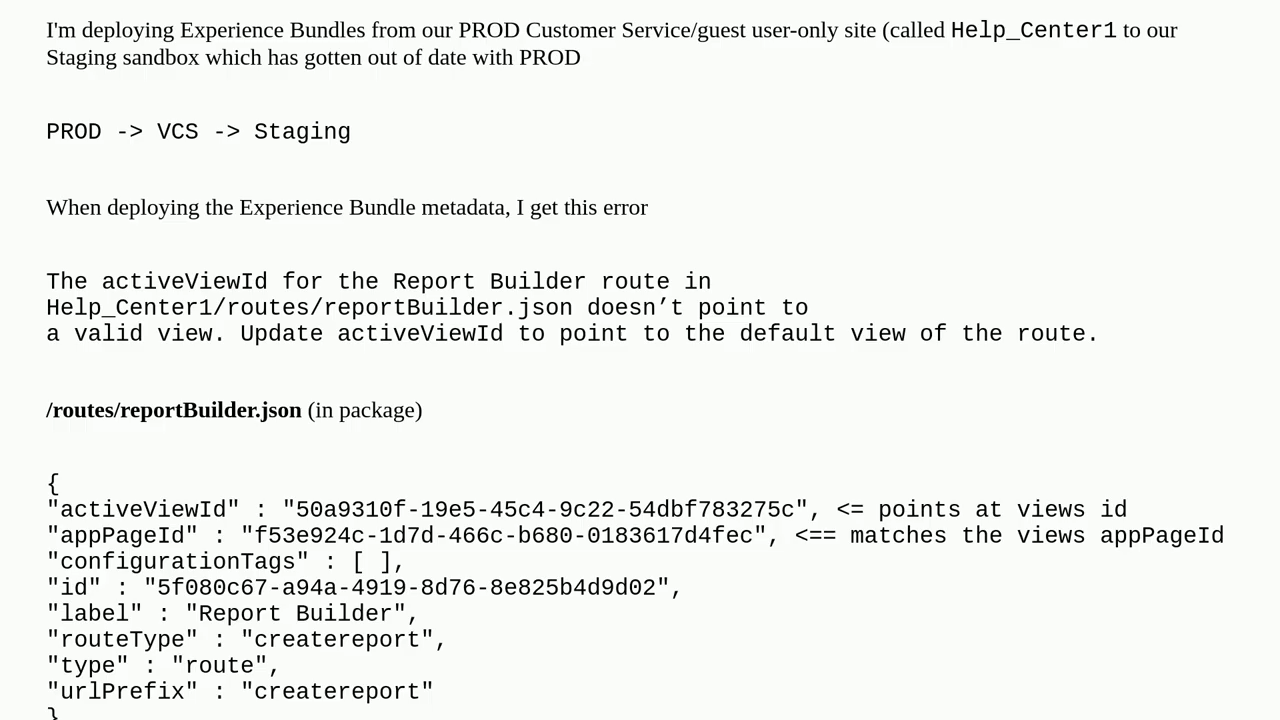 I'm deploying Experience Bundles from our PROD Customer Service/guest user-only site (called Help_Center1 to our
Staging sandbox which has gotten out of date with PROD
PROD -> VCS -> Staging
When deploying the Experience Bundle metadata, I get this error
The activeViewId for the Report Builder route in
Help_Center1/routes/reportBuilder.json doesn’t point to
a valid view. Update activeViewId to point to the default view of the route.
/routes/reportBuilder.json (in package)
{
"activeViewId" : "50a9310f-19e5-45c4-9c22-54dbf783275c", <= points at views id
"appPageId" : "f53e924c-1d7d-466c-b680-0183617d4fec", <== matches the views appPageId
"configurationTags" : [ ],
"id" : "5f080c67-a94a-4919-8d76-8e825b4d9d02",
"label" : "Report Builder",
"routeType" : "createreport",
"type" : "route",
"urlPrefix" : "createreport"
}